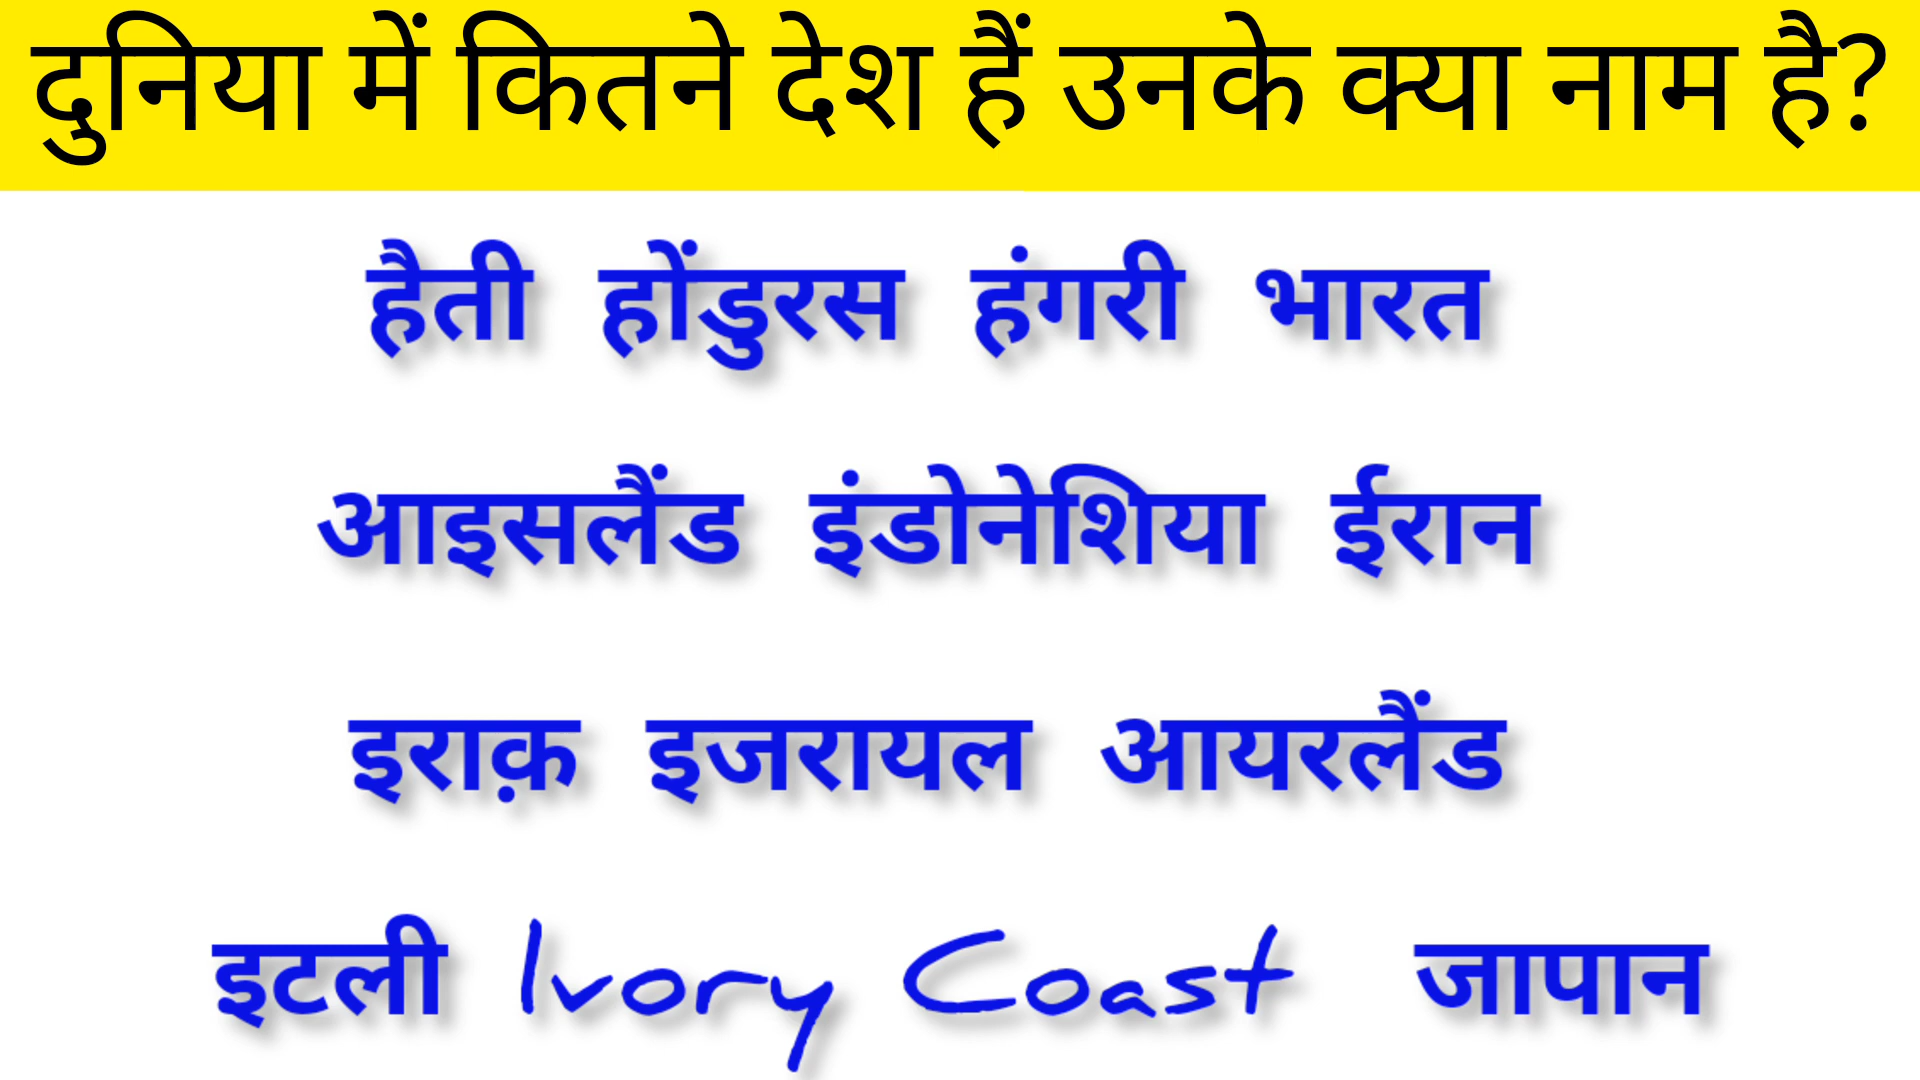 दुनिया में कितने देश हैं उनके क्या नाम है?
हैती होंडुरस हंगरी भारत
आइसलैंड इंडोनेशिया ईरान
इराक़ इजरायल आयरलैंड
इटली Ivory Coast जापान